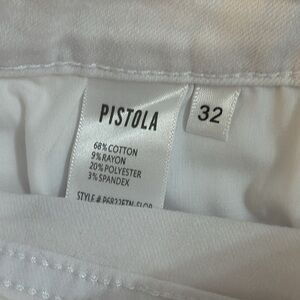 PISTOLA
32
68% COTTON
9% RAYON
20% POLYESTER
3% SPANDEX
STYLE #